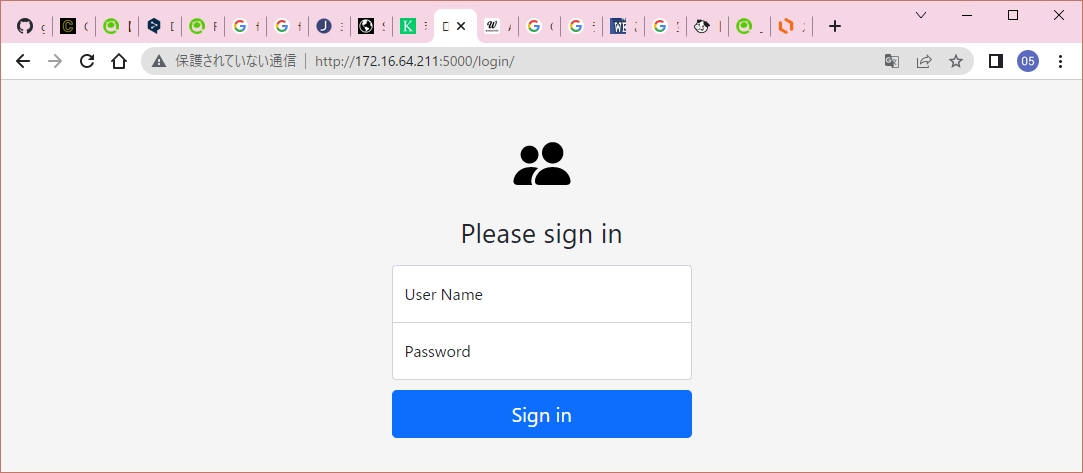 保護されていない通信 http://172.16.64.211:5000/login/ 05
Please sign in
User Name
Password
Sign in